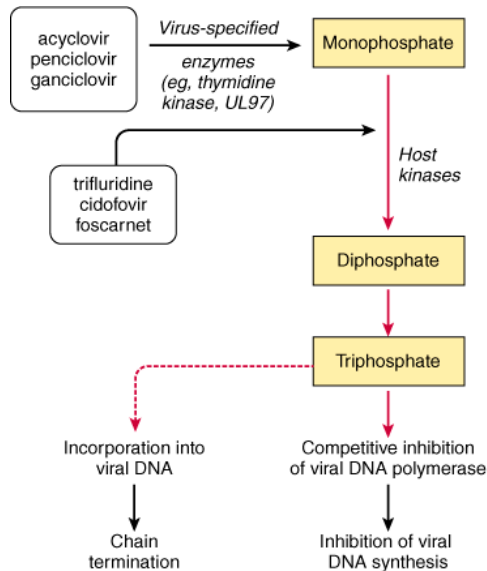 acyclovir
penciclovir
ganciclovir
Virus-specified
enzymes
(eg, thymidine
kinase, UL97)
Monophosphate
Host
kinases
trifluridine
cidofovir
foscarnet
Diphosphate
Triphosphate
Incorporation into
viral DNA
Competitive inhibition
of viral DNA polymerase
Chain
termination
Inhibition of viral
DNA synthesis